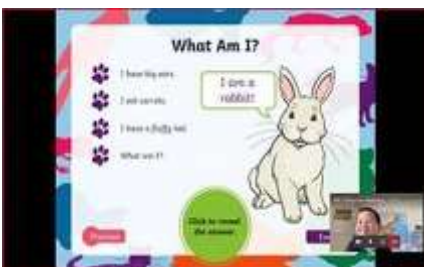 What Am I?
I have big ears.
I eat carrots.
I have a fluffy tail.
What am I?
I am a
rabbit!
Click to reveal
the answer.